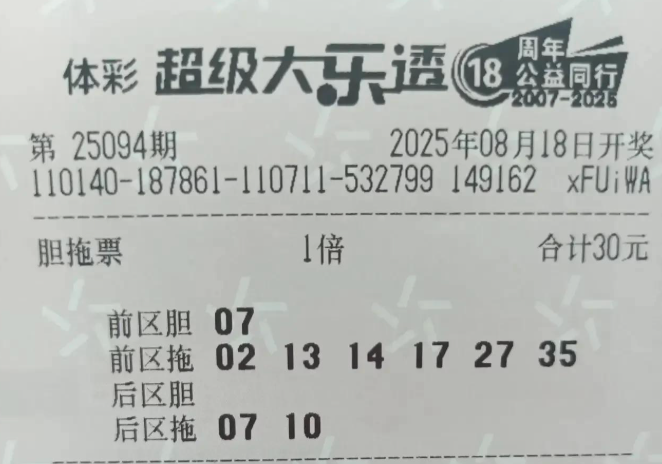 体彩 超级大乐透 18 周年 公益同行 2007-2025
第 25094期 2025年08月18日开奖
110140-187861-110711-532799 149162 xFUiWA
胆拖票 1倍 合计30元
前区胆 07
前区拖 02 13 14 17 27 35
后区胆
后区拖 07 10